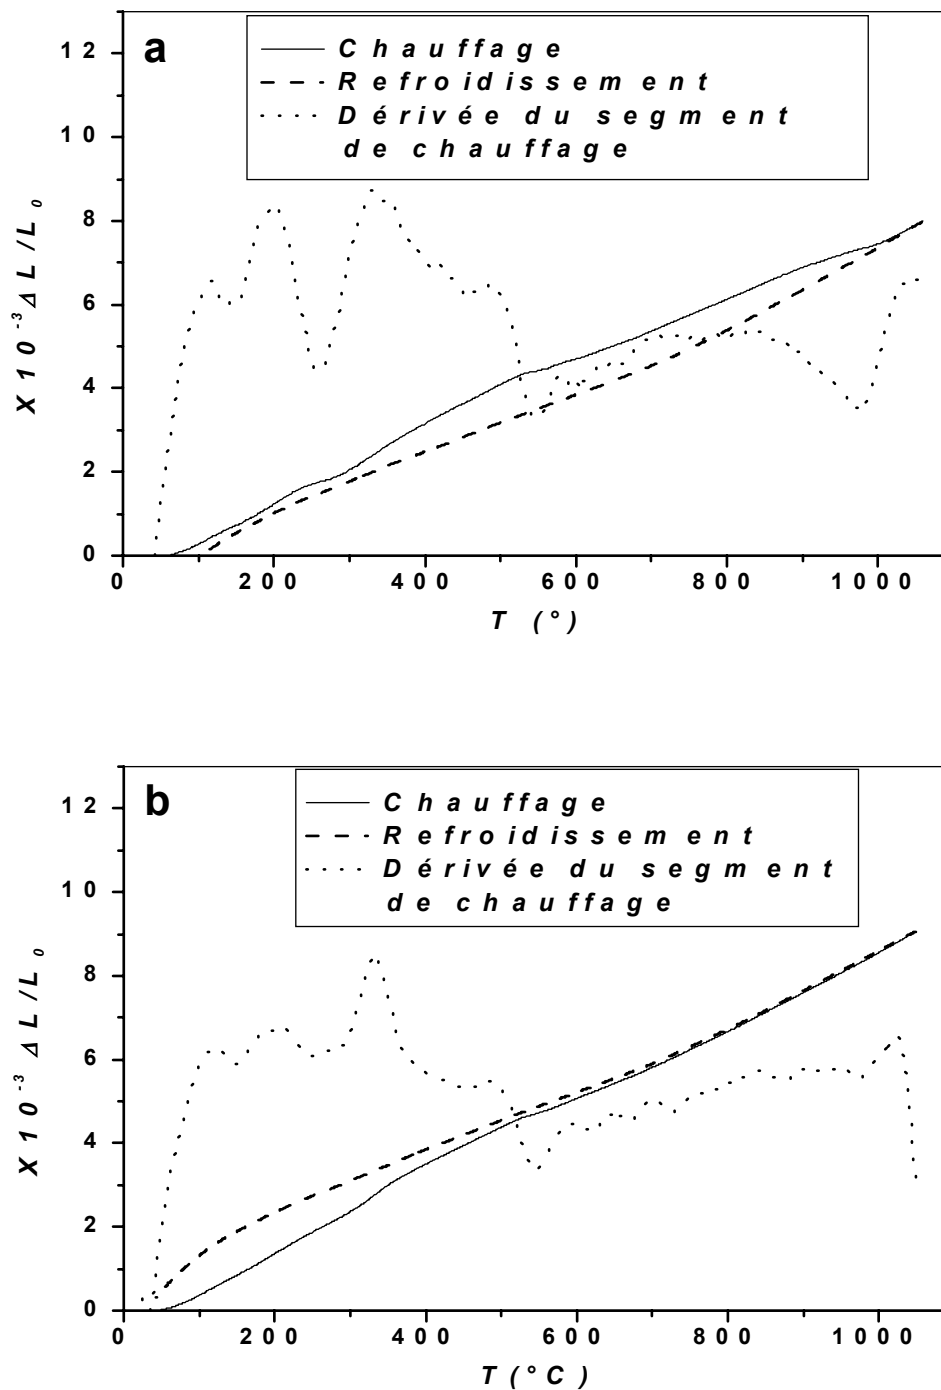 a
Chauffage
Refroidissement
Dérivée du segment
de chauffage
12
10
8
6
4
2
0
X 10⁻³ Δ L / L₀
0 200 400 600 800 1000
T (°)
b
Chauffage
Refroidissement
Dérivée du segment
de chauffage
12
10
8
6
4
2
0
X 10⁻³ Δ L / L₀
0 200 400 600 800 1000
T (°C)